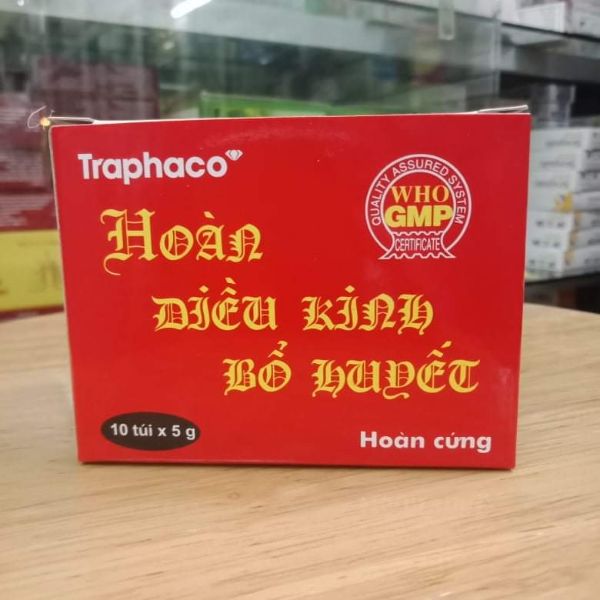 Traphaco
QUALITY ASSURED SYSTEM
WHO
GMP
CERTIFICATE
HOÀN
ĐIỀU KINH
BỔ HUYẾT
10 túi x 5 g
Hoàn cứng